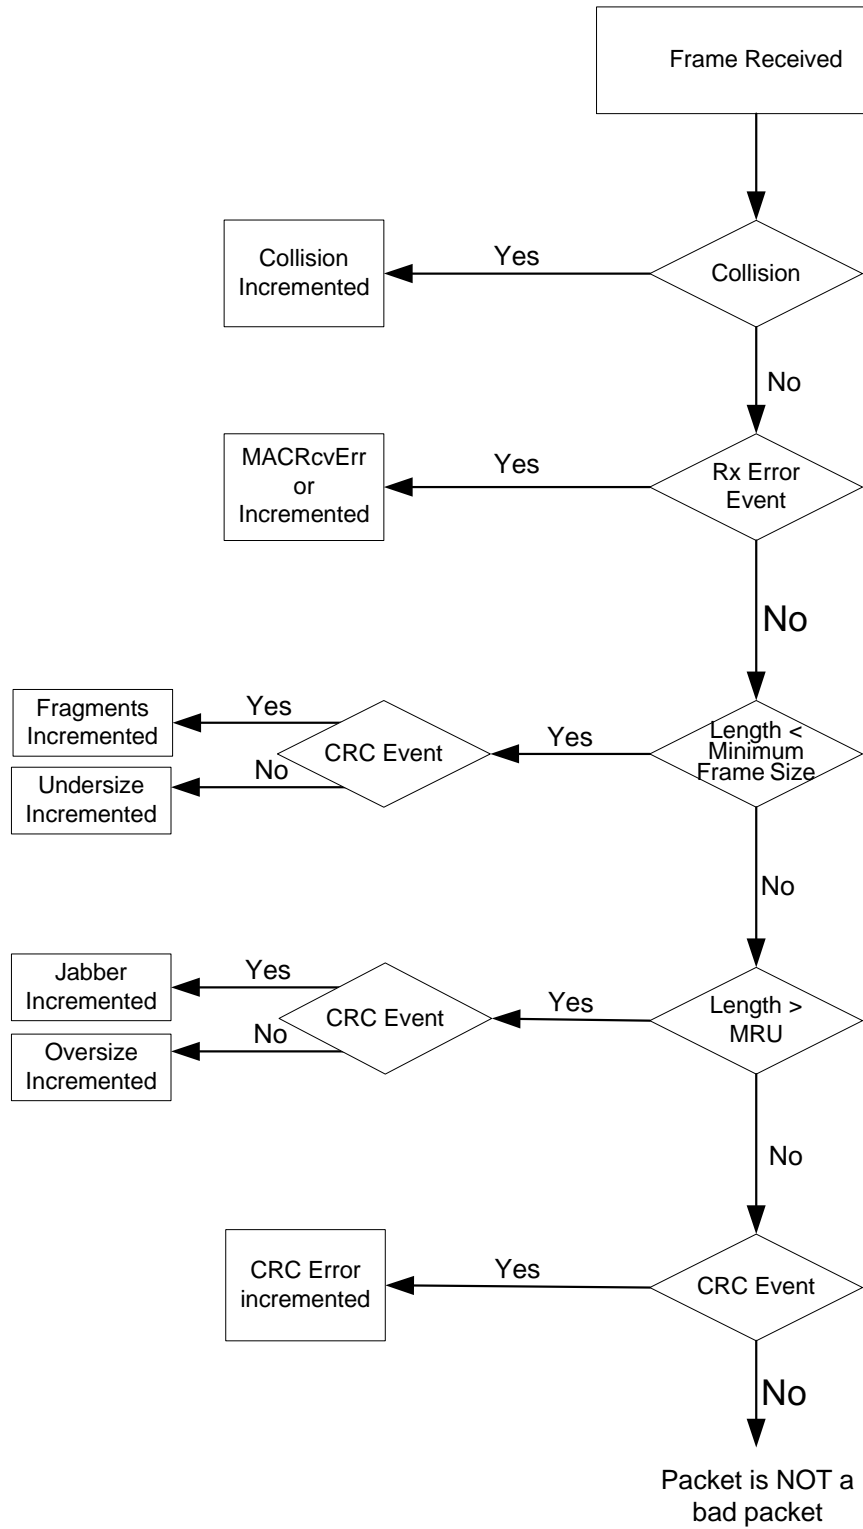 Frame Received
Collision
Incremented
Yes
Collision
No
MACRcvErr
or
Incremented
Yes
Rx Error
Event
No
Fragments
Incremented
Yes
Undersize
Incremented
No
CRC Event
Yes
Length <
Minimum
Frame Size
No
Jabber
Incremented
Yes
Oversize
Incremented
No
CRC Event
Yes
Length >
MRU
No
CRC Error
incremented
Yes
CRC Event
No
Packet is NOT a
bad packet